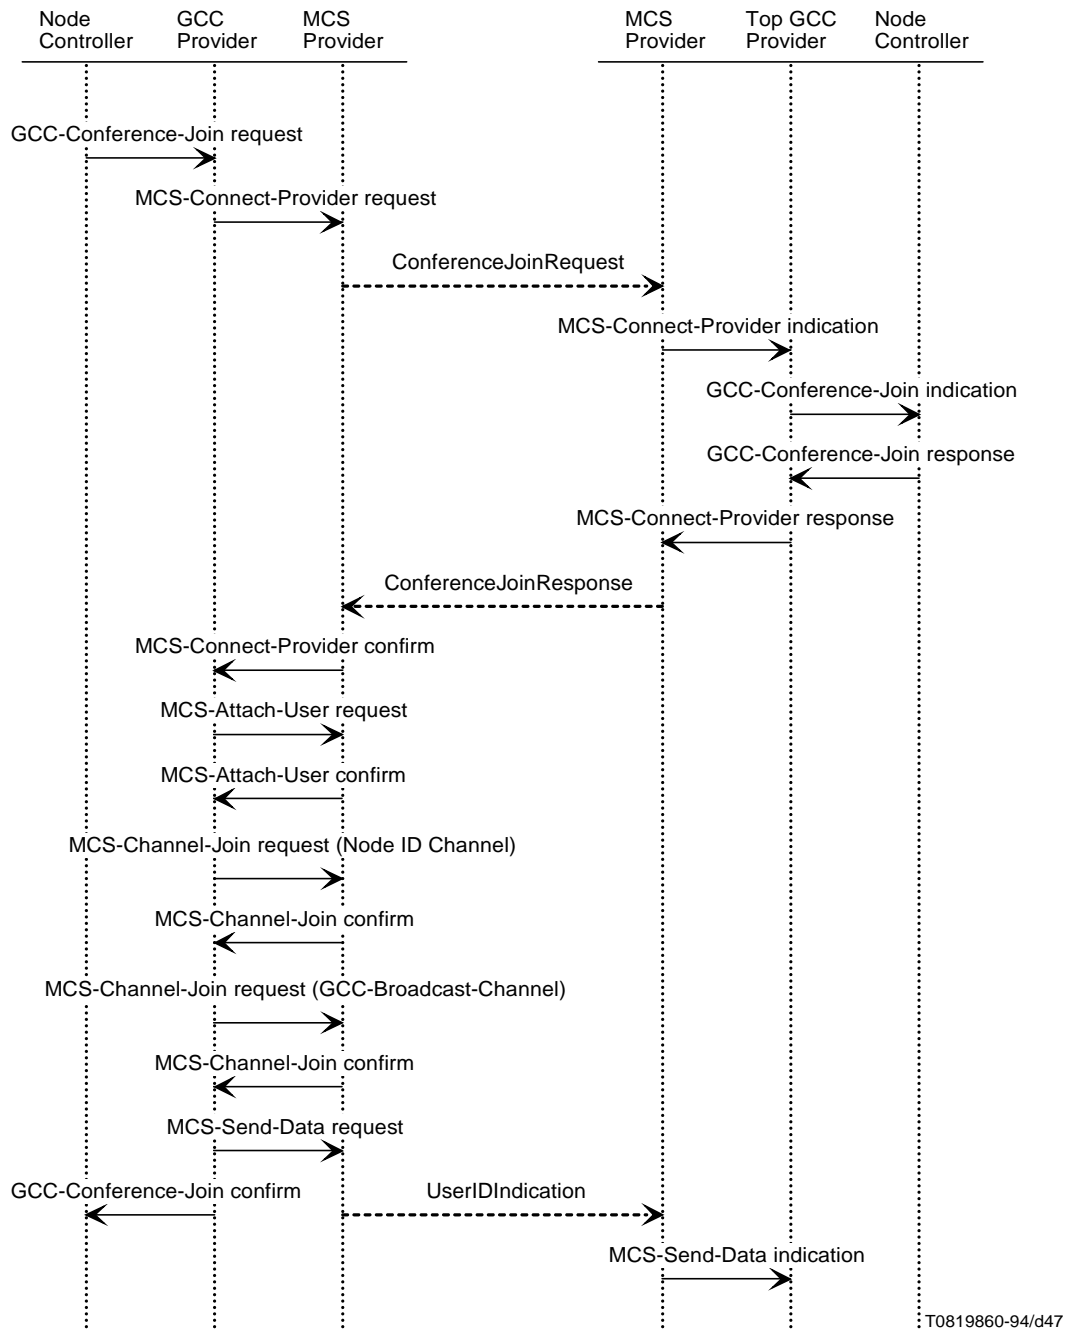 Node
Controller
GCC
Provider
MCS
Provider
MCS
Provider
Top GCC
Provider
Node
Controller
GCC-Conference-Join request
MCS-Connect-Provider request
ConferenceJoinRequest
MCS-Connect-Provider indication
GCC-Conference-Join indication
GCC-Conference-Join response
MCS-Connect-Provider response
ConferenceJoinResponse
MCS-Connect-Provider confirm
MCS-Attach-User request
MCS-Attach-User confirm
MCS-Channel-Join request (Node ID Channel)
MCS-Channel-Join confirm
MCS-Channel-Join request (GCC-Broadcast-Channel)
MCS-Channel-Join confirm
MCS-Send-Data request
GCC-Conference-Join confirm
UserIDIndication
MCS-Send-Data indication
T0819860-94/d47